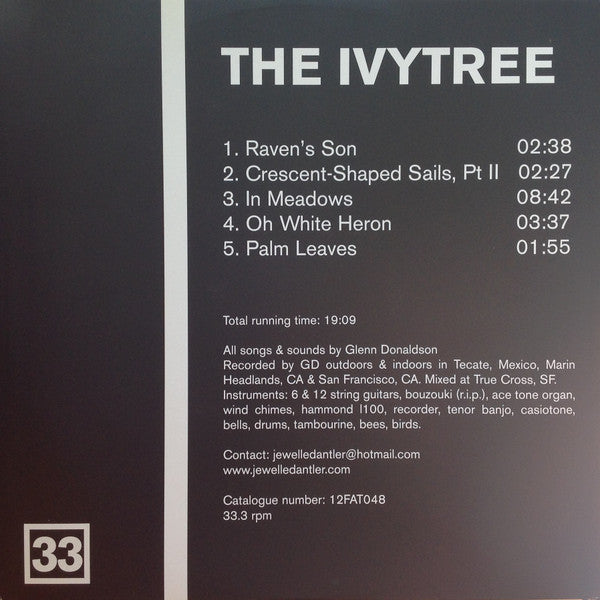 THE IVYTREE
1. Raven's Son 02:38
2. Crescent-Shaped Sails, Pt II 02:27
3. In Meadows 08:42
4. Oh White Heron 03:37
5. Palm Leaves 01:55
Total running time: 19:09
All songs & sounds by Glenn Donaldson
Recorded by GD outdoors & indoors in Tecate, Mexico, Marin
Headlands, CA & San Francisco, CA. Mixed at True Cross, SF.
Instruments: 6 & 12 string guitars, bouzouki (r.i.p.), ace tone organ,
wind chimes, hammond l100, recorder, tenor banjo, casiotone,
bells, drums, tambourine, bees, birds.
Contact: jewelledantler@hotmail.com
www.jewelledantler.com
Catalogue number: 12FAT048
33.3 rpm
33